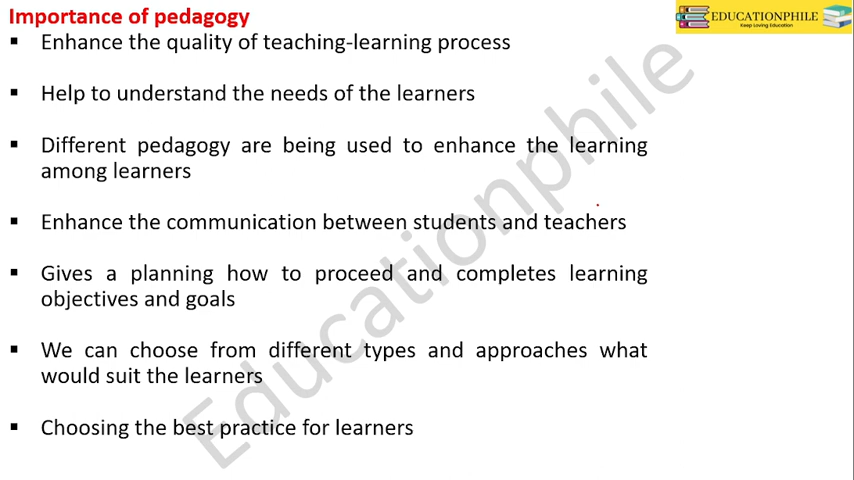 Importance of pedagogy
EDUCATIONPHILE
Keep Loving Education
▪ Enhance the quality of teaching-learning process
▪ Help to understand the needs of the learners
▪ Different pedagogy are being used to enhance the learning
among learners
▪ Enhance the communication between students and teachers
▪ Gives a planning how to proceed and completes learning
objectives and goals
▪ We can choose from different types and approaches what
would suit the learners
▪ Choosing the best practice for learners
Educationphile